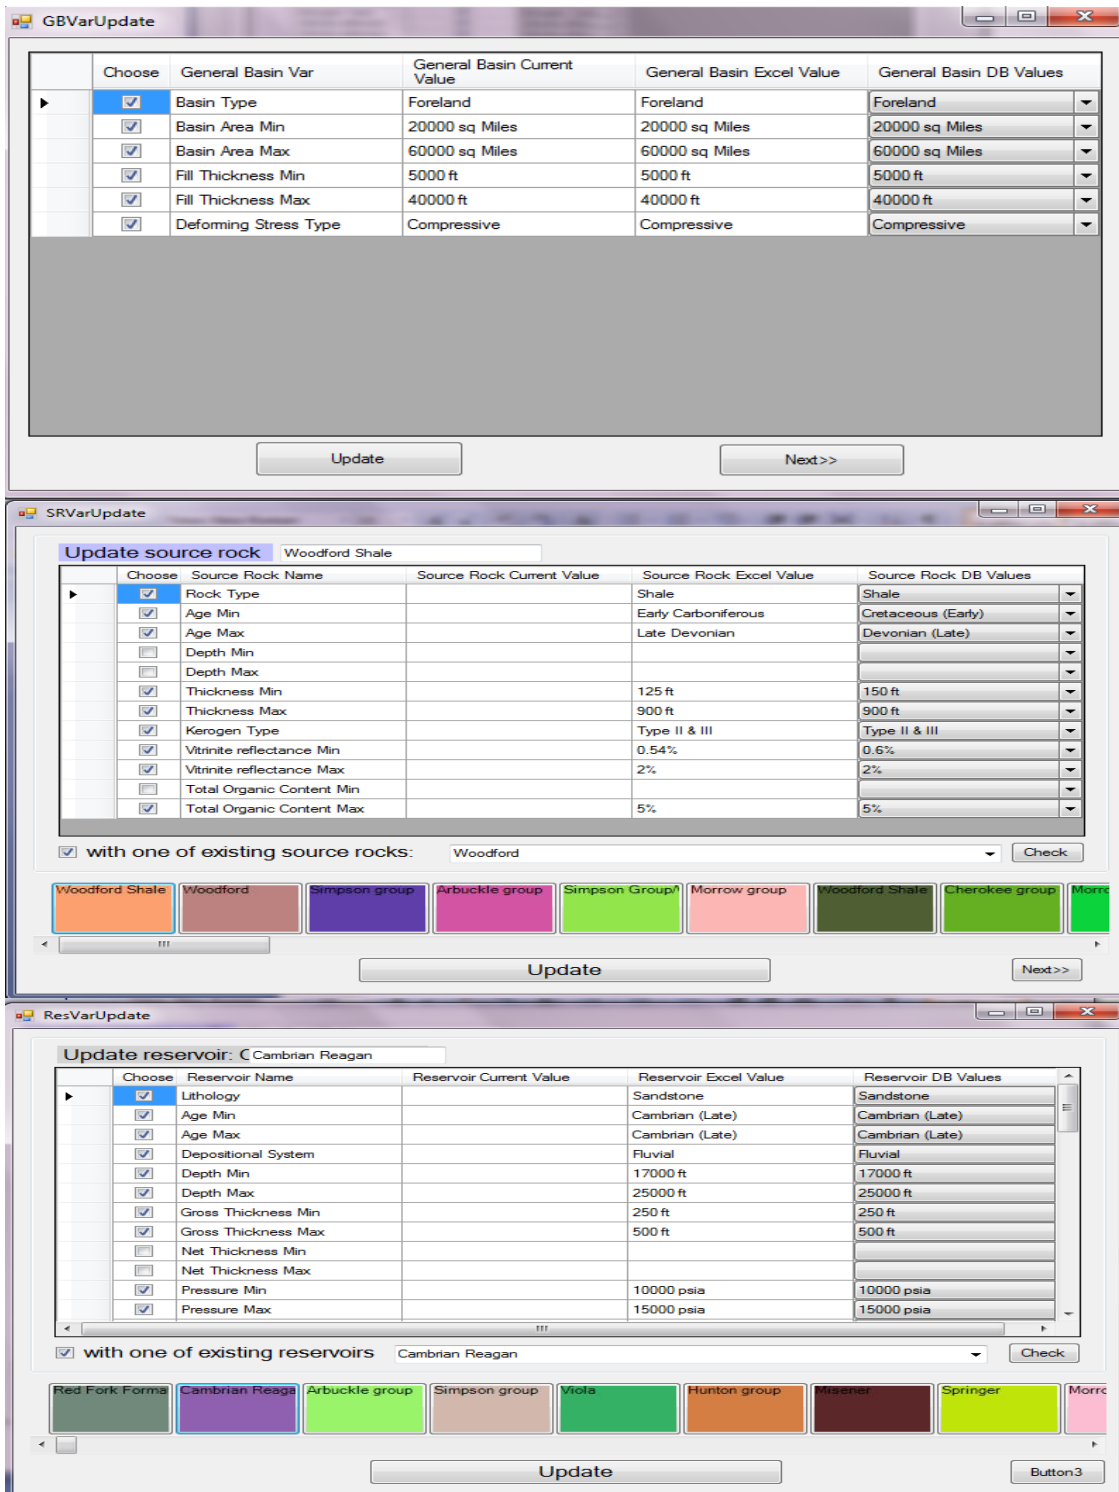 GBVarUpdate
Choose General Basin Var General Basin Current Value General Basin Excel Value General Basin DB Values
Basin Type Foreland Foreland Foreland
Basin Area Min 20000 sq Miles 20000 sq Miles 20000 sq Miles
Basin Area Max 60000 sq Miles 60000 sq Miles 60000 sq Miles
Fill Thickness Min 5000 ft 5000 ft 5000 ft
Fill Thickness Max 40000 ft 40000 ft 40000 ft
Deforming Stress Type Compressive Compressive Compressive
Update Next>>
SRVarUpdate
Update source rock Woodford Shale
Choose Source Rock Name Source Rock Current Value Source Rock Excel Value Source Rock DB Values
Rock Type Shale Shale
Age Min Early Carboniferous Cretaceous (Early)
Age Max Late Devonian Devonian (Late)
Depth Min
Depth Max
Thickness Min 125 ft 150 ft
Thickness Max 900 ft 900 ft
Kerogen Type Type II & III Type II & III
Vitrinite reflectance Min 0.54% 0.6%
Vitrinite reflectance Max 2% 2%
Total Organic Content Min
Total Organic Content Max 5% 5%
with one of existing source rocks: Woodford Check
Woodford Shale Woodford Simpson group Arbuckle group Simpson Group/ Morrow group Woodford Shale Cherokee group Morro
Update Next>>
ResVarUpdate
Update reservoir: C Cambrian Reagan
Choose Reservoir Name Reservoir Current Value Reservoir Excel Value Reservoir DB Values
Lithology Sandstone Sandstone
Age Min Cambrian (Late) Cambrian (Late)
Age Max Cambrian (Late) Cambrian (Late)
Depositional System Fluvial Fluvial
Depth Min 17000 ft 17000 ft
Depth Max 25000 ft 25000 ft
Gross Thickness Min 250 ft 250 ft
Gross Thickness Max 500 ft 500 ft
Net Thickness Min
Net Thickness Max
Pressure Min 10000 psia 10000 psia
Pressure Max 15000 psia 15000 psia
with one of existing reservoirs Cambrian Reagan Check
Red Fork Forma Cambrian Reaga Arbuckle group Simpson group Viola Hunton group Misener Springer Morro
Update Button3